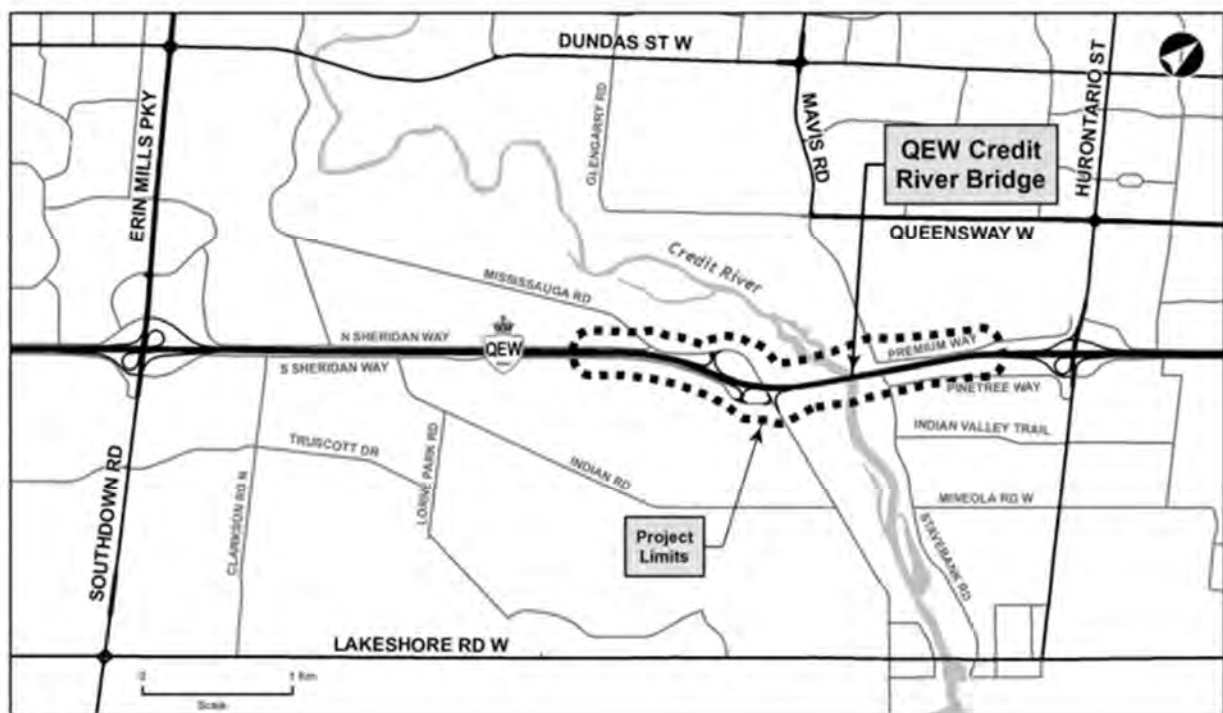 DUNDAS ST W
ERIN MILLS PKY
GLENGARRY RD
MAVIS RD
HURONTARIO ST
QEW Credit
River Bridge
QUEENSWAY W
Credit River
MISSISSAUGA RD
N SHERIDAN WAY
QEW
PREMIUM WAY
S SHERIDAN WAY
PINETREE WAY
INDIAN VALLEY TRAIL
TRUSCOTT DR
LORNE PARK RD
INDIAN RD
MINEOLA RD W
SOUTHDOWN RD
CLARKSON RD N
Project
Limits
STAVEBANK RD
LAKESHORE RD W
0 1 km
Scale